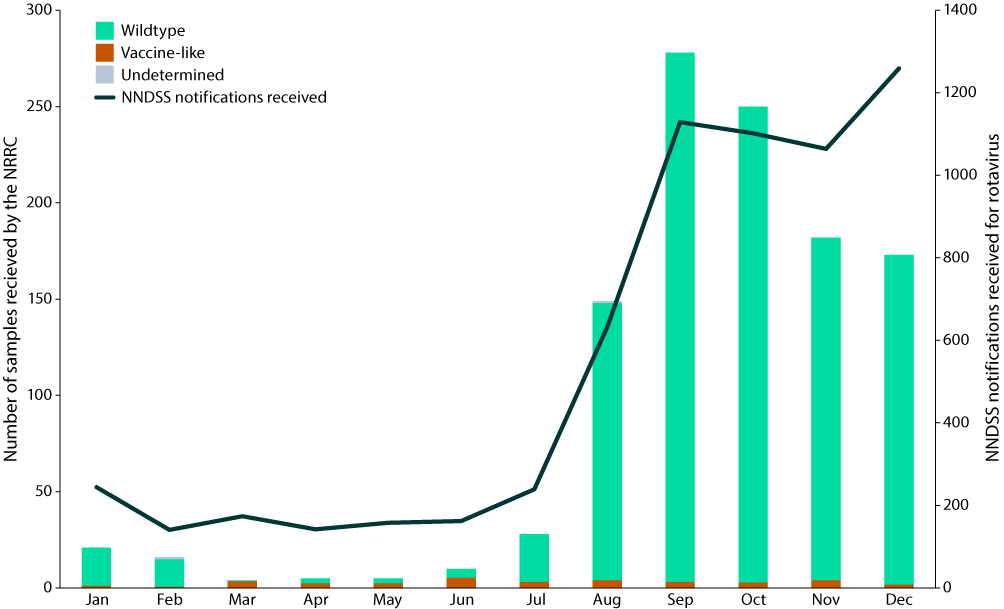 300
250
200
150
100
50
0
Number of samples recieved by the NRRC
Wildtype
Vaccine-like
Undetermined
NNDSS notifications received
1400
1200
1000
800
600
400
200
0
NNDSS notifications received for rotavirus
Jan Feb Mar Apr May Jun Jul Aug Sep Oct Nov Dec